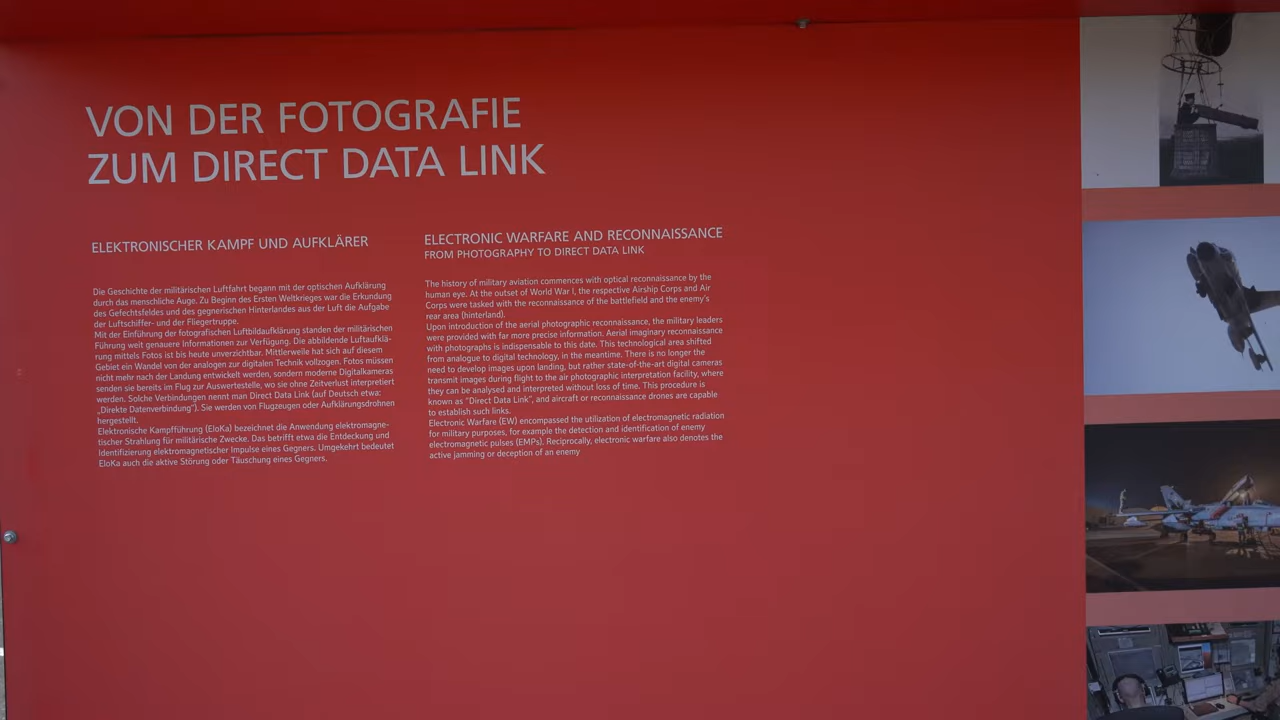 VON DER FOTOGRAFIE
ZUM DIRECT DATA LINK
ELEKTRONISCHER KAMPF UND AUFKLÄRER
Die Geschichte der militärischen Luftfahrt begann mit der optischen Aufklärung
durch das menschliche Auge. Zu Beginn des Ersten Weltkrieges war die Erkundung
des Gefechtsfeldes und des gegnerischen Hinterlandes aus der Luft die Aufgabe
der Luftschiffer- und der Fliegertruppe.
Mit der Einführung der fotografischen Luftbildaufklärung standen der militärischen
Führung weit genauere Informationen zur Verfügung. Die abbildende Luftaufklä-
rung mittels Fotos ist bis heute unverzichtbar. Mittlerweile hat sich auf diesem
Gebiet ein Wandel von der analogen zur digitalen Technik vollzogen. Fotos müssen
nicht mehr nach der Landung entwickelt werden, sondern moderne Digitalkameras
senden sie bereits im Flug zur Auswertestelle, wo sie ohne Zeitverlust interpretiert
werden. Solche Verbindungen nennt man Direct Data Link (auf Deutsch etwa:
„Direkte Datenverbindung“). Sie werden von Flugzeugen oder Aufklärungsdrohnen
hergestellt.
Elektronische Kampfführung (EloKa) bezeichnet die Anwendung elektromagne-
tischer Strahlung für militärische Zwecke. Das betrifft etwa die Entdeckung und
Identifizierung elektromagnetischer Impulse eines Gegners. Umgekehrt bedeutet
EloKa auch die aktive Störung oder Täuschung eines Gegners.
ELECTRONIC WARFARE AND RECONNAISSANCE
FROM PHOTOGRAPHY TO DIRECT DATA LINK
The history of military aviation commences with optical reconnaissance by the
human eye. At the outset of World War I, the respective Airship Corps and Air
Corps were tasked with the reconnaissance of the battlefield and the enemy's
rear area (hinterland).
Upon introduction of the aerial photographic reconnaissance, the military leaders
were provided with far more precise information. Aerial imaginary reconnaissance
with photographs is indispensable to this date. This technological area shifted
from analogue to digital technology, in the meantime. There is no longer the
need to develop images upon landing, but rather state-of-the-art digital cameras
transmit images during flight to the air photographic interpretation facility, where
they can be analysed and interpreted without loss of time. This procedure is
known as "Direct Data Link", and aircraft or reconnaissance drones are capable
to establish such links.
Electronic Warfare (EW) encompassed the utilization of electromagnetic radiation
for military purposes, for example the detection and identification of enemy
electromagnetic pulses (EMPs). Reciprocally, electronic warfare also denotes the
active jamming or deception of an enemy